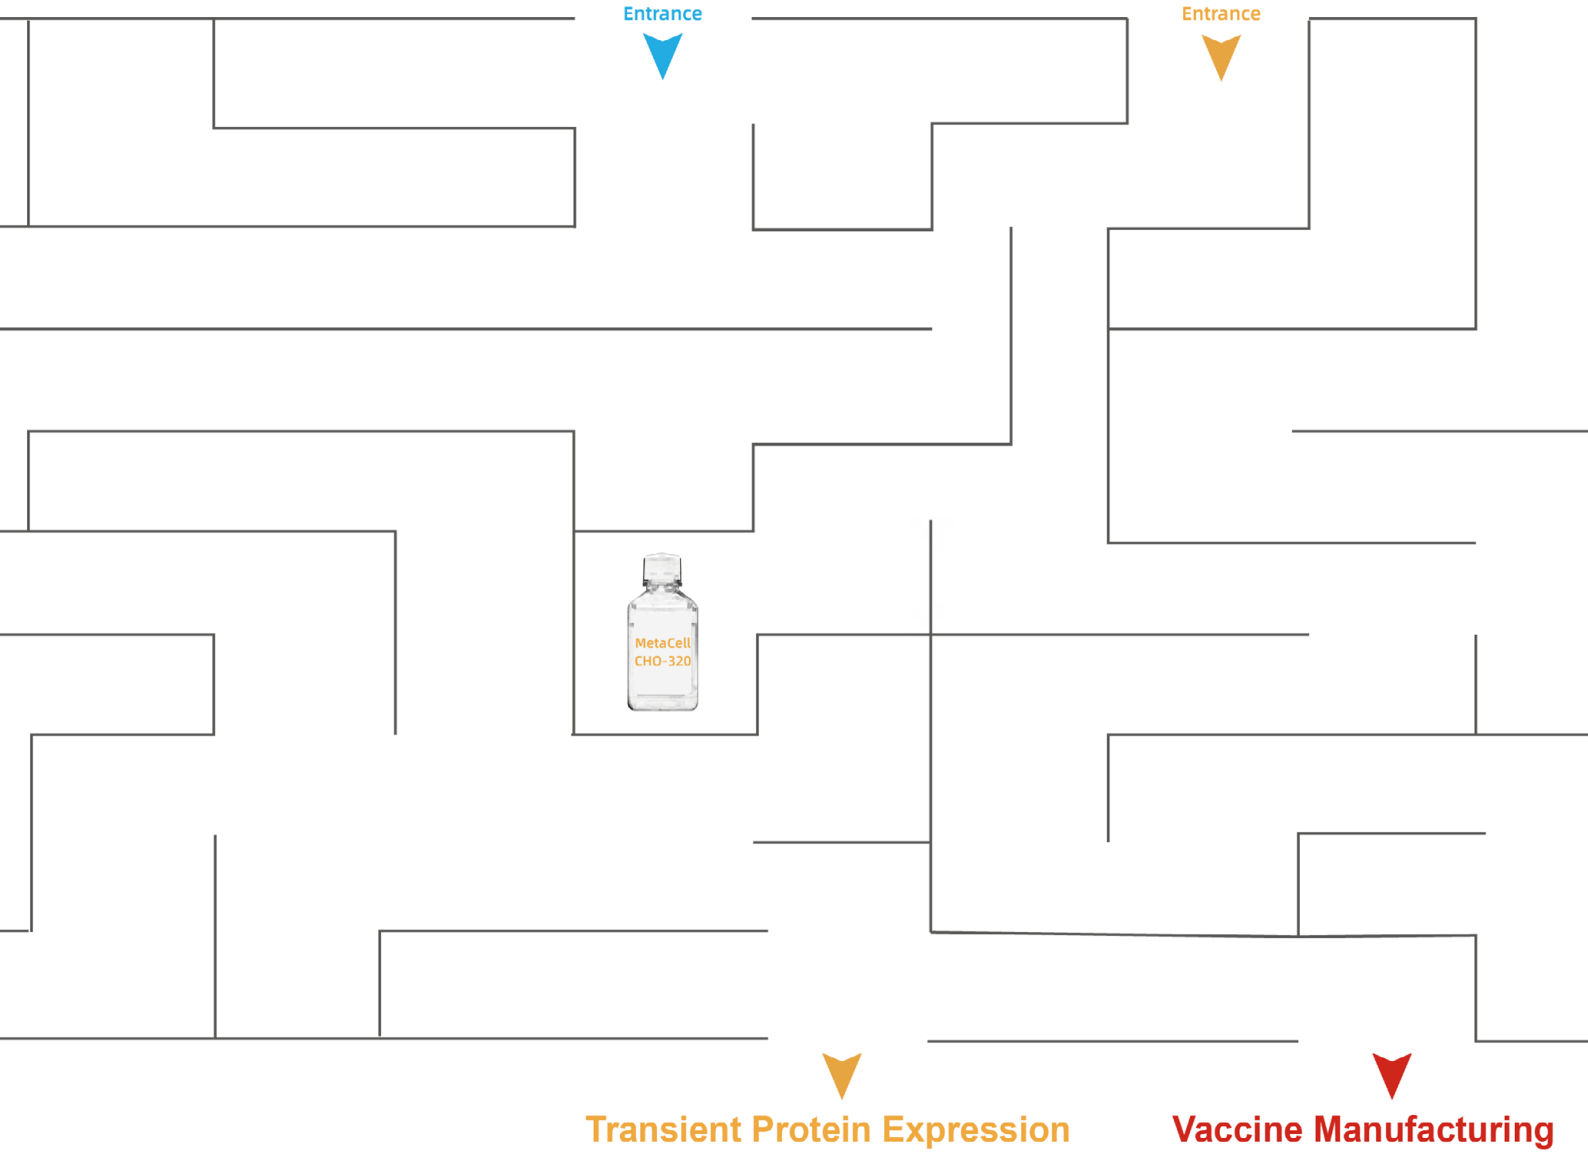 Entrance
Entrance
MetaCell
CHO-320
Transient Protein Expression
Vaccine Manufacturing